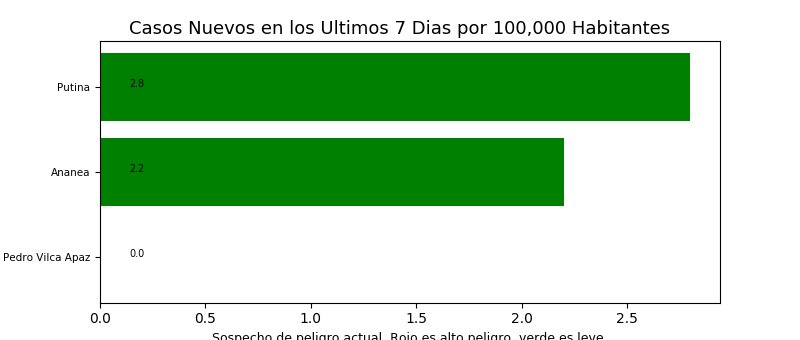 Casos Nuevos en los Ultimos 7 Dias por 100,000 Habitantes
Putina
2.8
Ananea
2.2
Pedro Vilca Apaz
0.0
0.0 0.5 1.0 1.5 2.0 2.5
Sospecho de peligro actual. Rojo es alto peligro, verde es leve